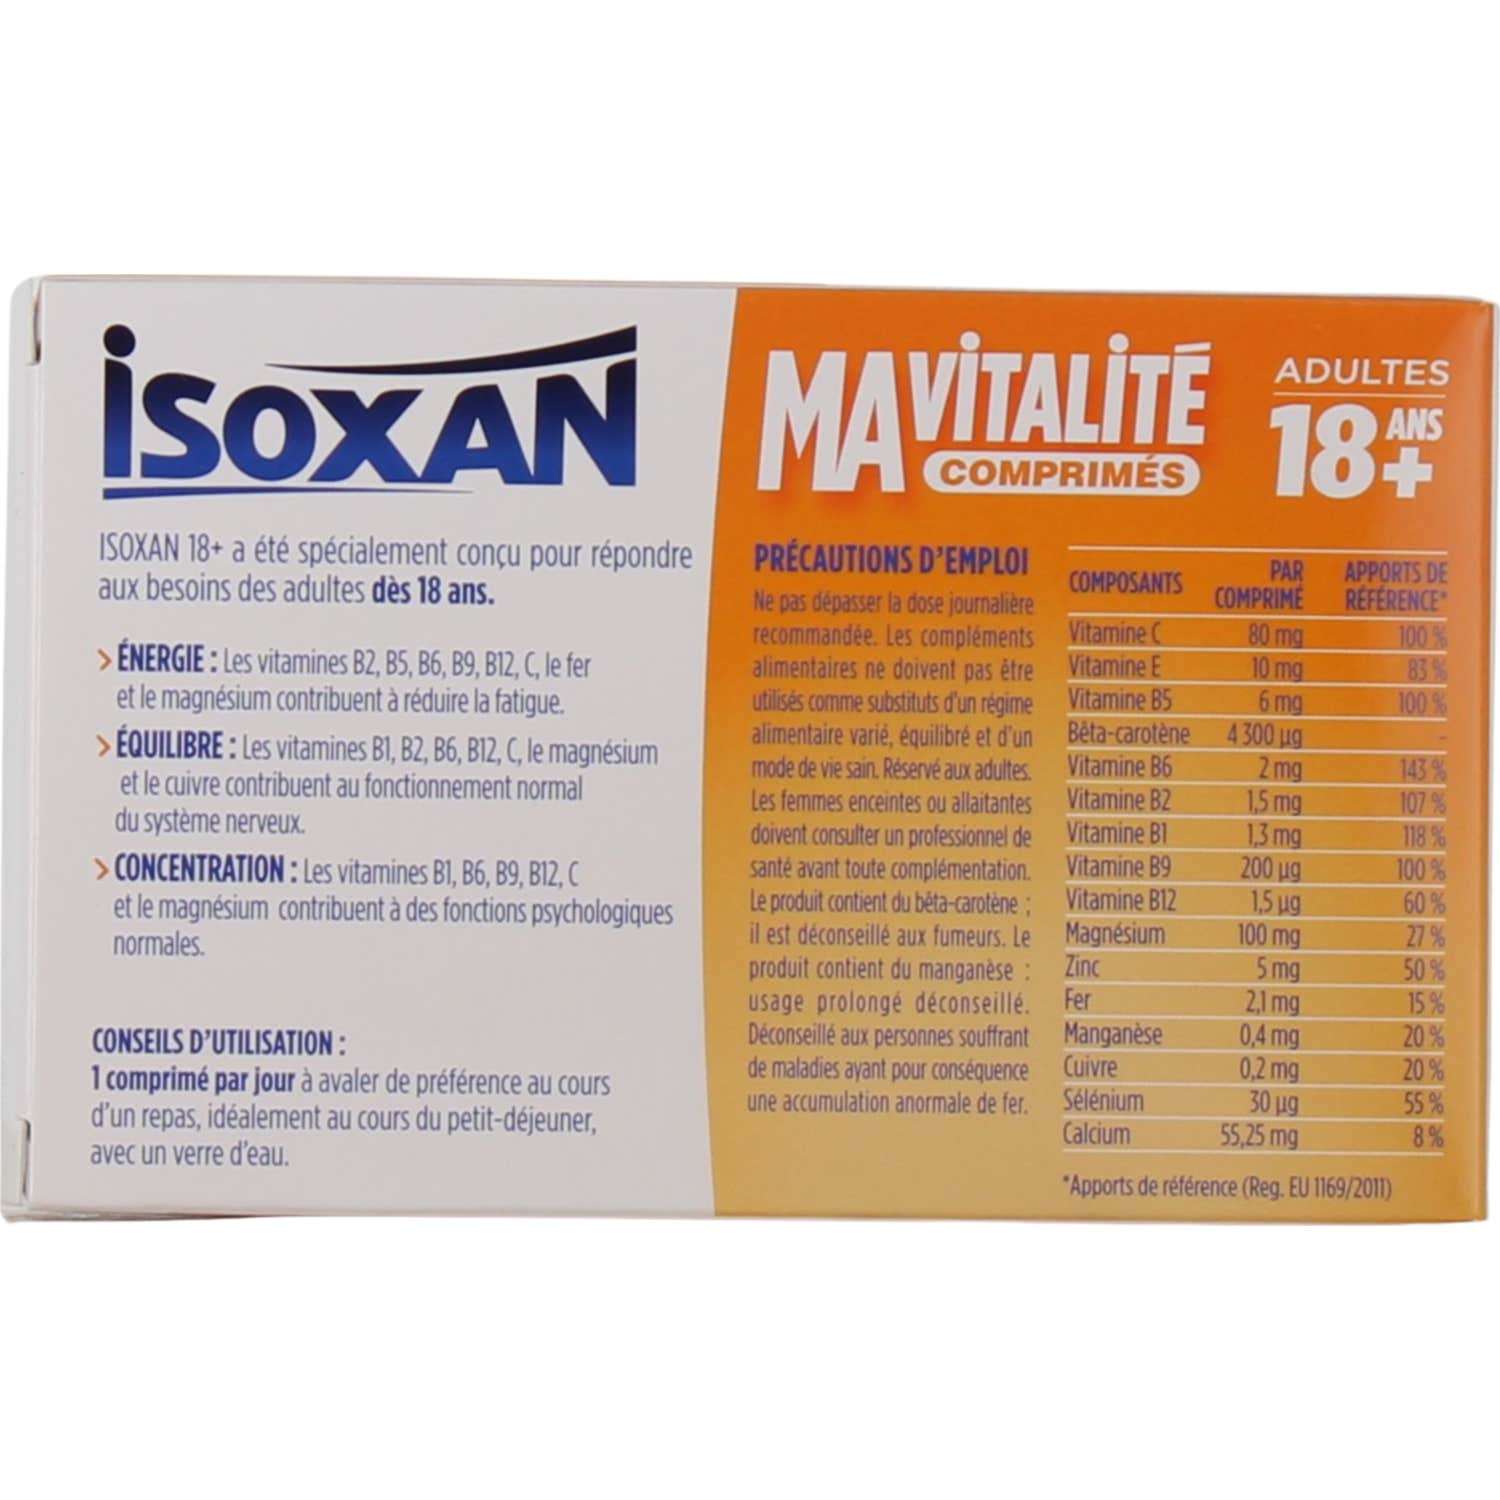 iSOXAN
ISOXAN 18+ a été spécialement conçu pour répondre
aux besoins des adultes dès 18 ans.
> ÉNERGIE : Les vitamines B2, B5, B6, B9, B12, C, le fer
et le magnésium contribuent à réduire la fatigue.
> ÉQUILIBRE : Les vitamines B1, B2, B6, B12, C, le magnésium
et le cuivre contribuent au fonctionnement normal
du système nerveux.
> CONCENTRATION : Les vitamines B1, B6, B9, B12, C
et le magnésium contribuent à des fonctions psychologiques
normales.
CONSEILS D'UTILISATION :
1 comprimé par jour à avaler de préférence au cours
d'un repas, idéalement au cours du petit-déjeuner,
avec un verre d'eau.
MAViTALiTÉ
COMPRIMÉS
ADULTES
18 ANS +
PRÉCAUTIONS D'EMPLOI
Ne pas dépasser la dose journalière
recommandée. Les compléments
alimentaires ne doivent pas être
utilisés comme substituts d'un régime
alimentaire varié, équilibré et d'un
mode de vie sain. Réservé aux adultes.
Les femmes enceintes ou allaitantes
doivent consulter un professionnel de
santé avant toute complémentation.
Le produit contient du bêta-carotène ;
il est déconseillé aux fumeurs. Le
produit contient du manganèse :
usage prolongé déconseillé.
Déconseillé aux personnes souffrant
de maladies ayant pour conséquence
une accumulation anormale de fer.
COMPOSANTS PAR COMPRIMÉ APPORTS DE RÉFÉRENCE*
Vitamine C 80 mg 100 %
Vitamine E 10 mg 83 %
Vitamine B5 6 mg 100 %
Bêta-carotène 4 300 µg -
Vitamine B6 2 mg 143 %
Vitamine B2 1,5 mg 107 %
Vitamine B1 1,3 mg 118 %
Vitamine B9 200 µg 100 %
Vitamine B12 1,5 µg 60 %
Magnésium 100 mg 27 %
Zinc 5 mg 50 %
Fer 2,1 mg 15 %
Manganèse 0,4 mg 20 %
Cuivre 0,2 mg 20 %
Sélénium 30 µg 55 %
Calcium 55,25 mg 8 %
*Apports de référence (Reg. EU 1169/2011)